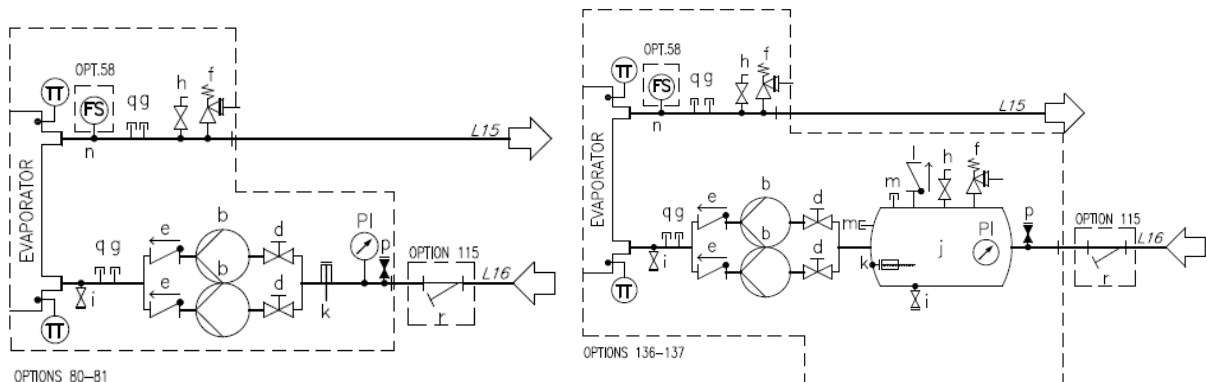 OPT.58
TT
FS
n
q g
h
f
L15
EVAPORATOR
q g
i
e
e
b
b
d
d
k
PI
p
OPTION 115
r
L16
TT
OPTIONS 80-81
OPT.58
TT
FS
n
q g
h
f
L15
EVAPORATOR
q g
i
e
e
b
b
d
d
m
m
l
h
f
k
j
PI
i
p
OPTION 115
r
L16
TT
OPTIONS 136-137